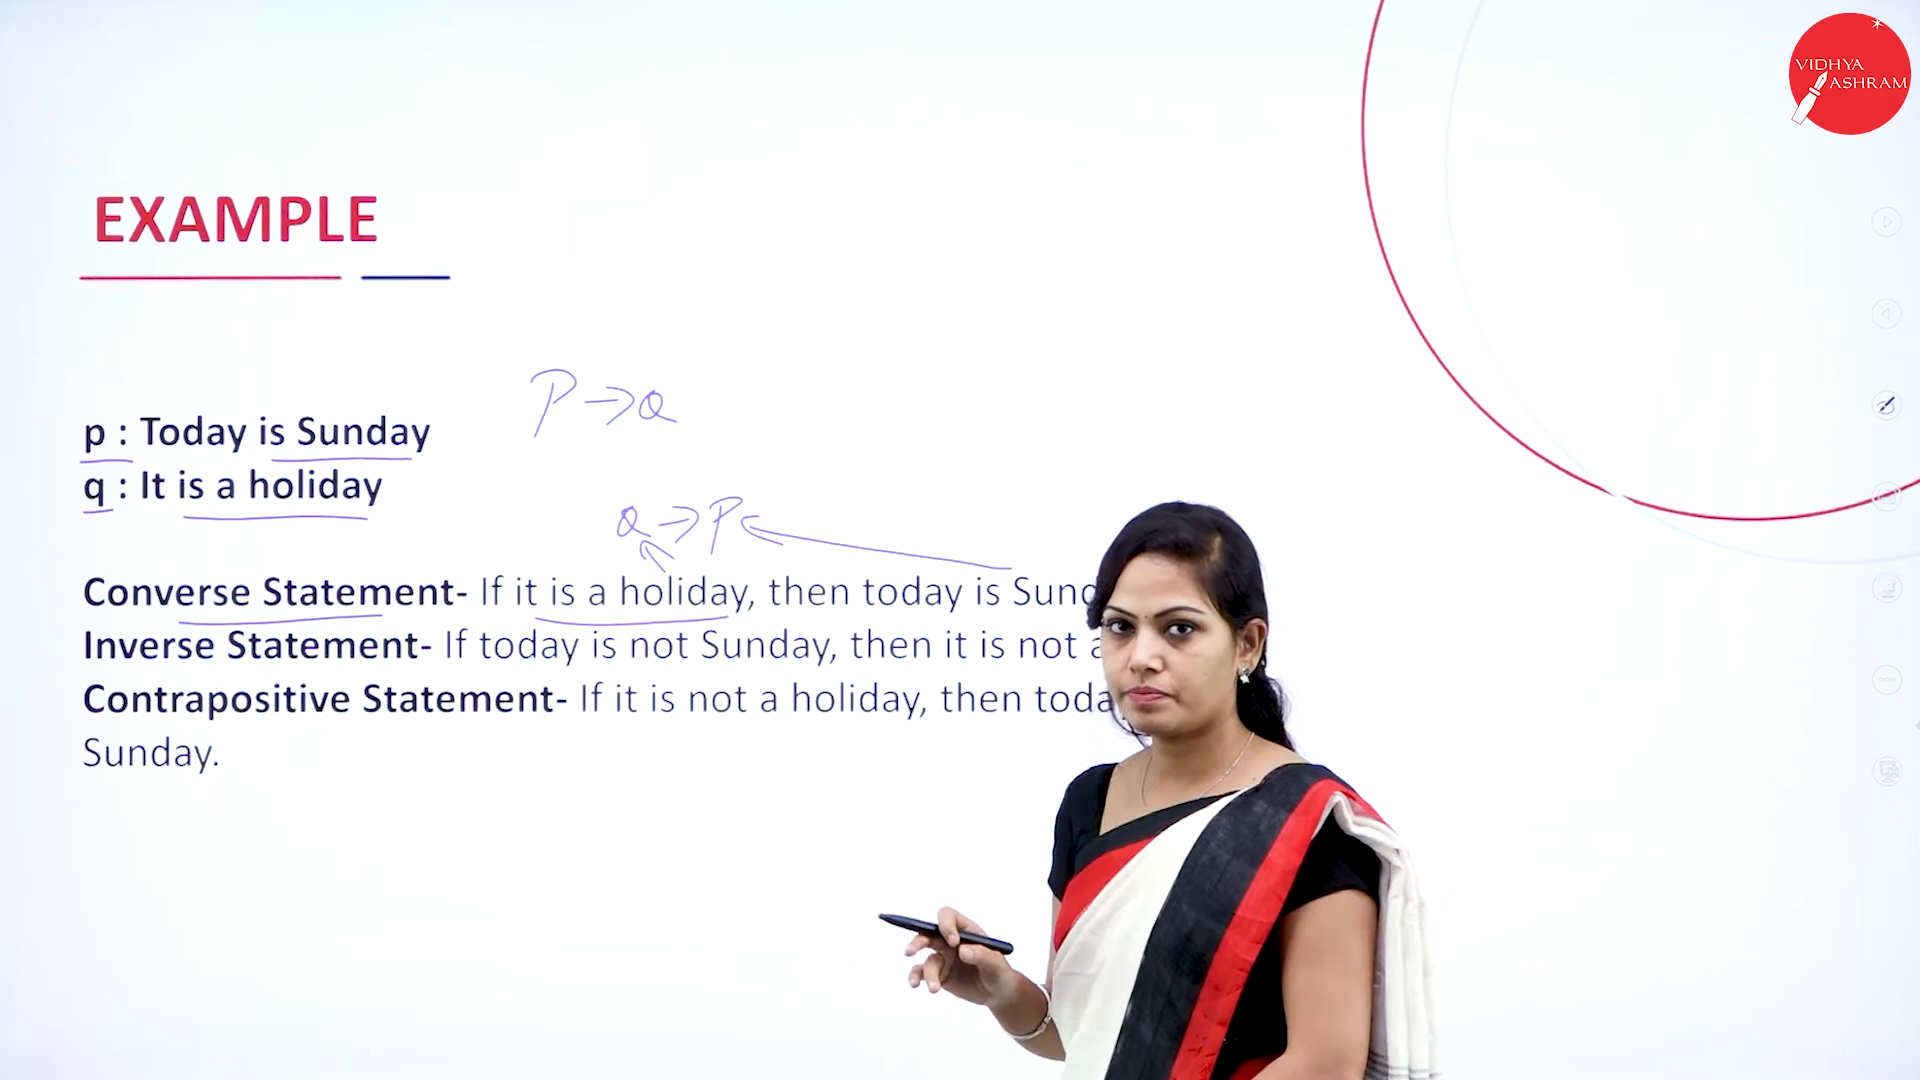 VIDHYA
ASHRAM
EXAMPLE
P → Q
p : Today is Sunday
q : It is a holiday
Q → P
Converse Statement- If it is a holiday, then today is
Inverse Statement- If today is not Sunday, then it is not
Contrapositive Statement- If it is not a holiday, then
Sunday.